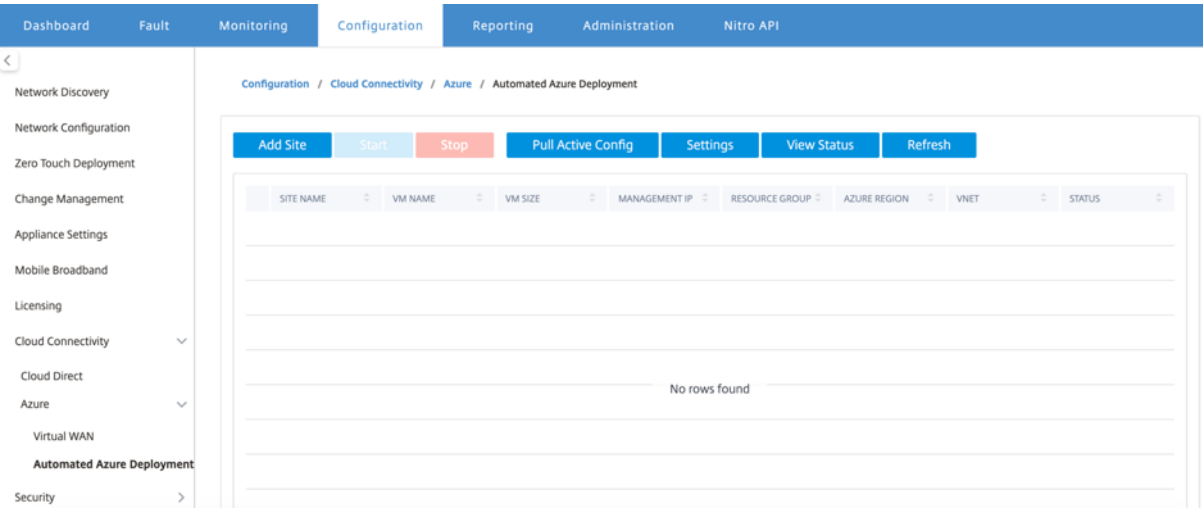 Dashboard Fault Monitoring Configuration Reporting Administration Nitro API
Configuration / Cloud Connectivity / Azure / Automated Azure Deployment
Network Discovery
Network Configuration
Zero Touch Deployment
Change Management
Appliance Settings
Mobile Broadband
Licensing
Cloud Connectivity
Cloud Direct
Azure
Virtual WAN
Automated Azure Deployment
Security
Add Site Start Stop Pull Active Config Settings View Status Refresh
SITE NAME VM NAME VM SIZE MANAGEMENT IP RESOURCE GROUP AZURE REGION VNET STATUS
No rows found